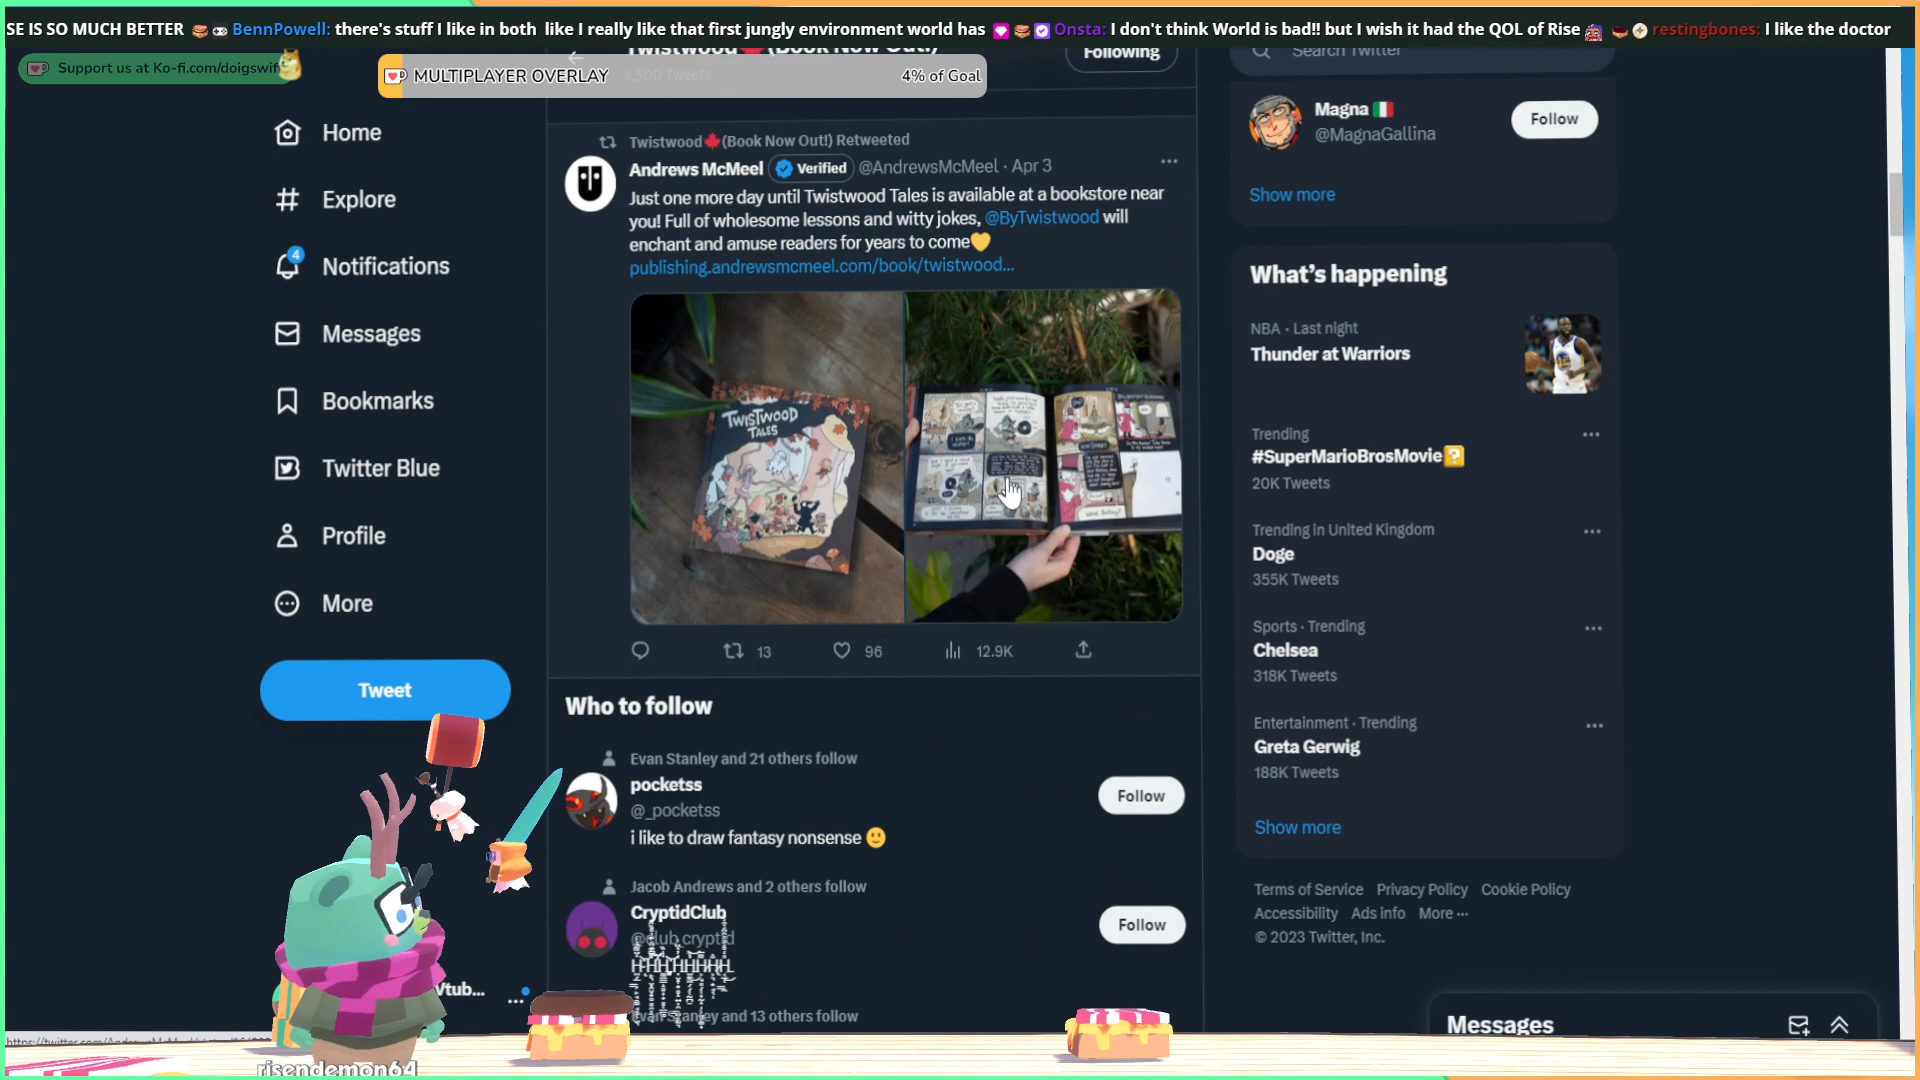 SE IS SO MUCH BETTER BennPowell: there's stuff I like in both like I really like that first jungly environment world has Onsta: I don't think World is bad!! but I wish it had the QOL of Rise restingbones: I like the doctor
Support us at Ko-fi.com/doigswif
MULTIPLAYER OVERLAY
4% of Goal
Twistwood🍁(Book Now Out!)
1,300 Tweets
Following
Search Twitter
Home
Explore
4
Notifications
Messages
Bookmarks
Twitter Blue
Profile
More
Tweet
Vtub...
Twistwood🍁(Book Now Out!) Retweeted
Andrews McMeel Verified @AndrewsMcMeel · Apr 3
Just one more day until Twistwood Tales is available at a bookstore near
you! Full of wholesome lessons and witty jokes, @ByTwistwood will
enchant and amuse readers for years to come💛
publishing.andrewsmcmeel.com/book/twistwood...
TWISTWOOD
TALES
13
96
12.9K
Who to follow
Evan Stanley and 21 others follow
pocketss
@_pocketss
Follow
i like to draw fantasy nonsense 🙂
Jacob Andrews and 2 others follow
CryptidClub
@club_cryptid
Follow
Evan Stanley and 13 others follow
Magna 🇮🇹
@MagnaGallina
Follow
Show more
What's happening
NBA · Last night
Thunder at Warriors
Trending
#SuperMarioBrosMovie
20K Tweets
Trending in United Kingdom
Doge
355K Tweets
Sports · Trending
Chelsea
318K Tweets
Entertainment · Trending
Greta Gerwig
188K Tweets
Show more
Terms of Service Privacy Policy Cookie Policy
Accessibility Ads info More ···
© 2023 Twitter, Inc.
Messages
risendemon64